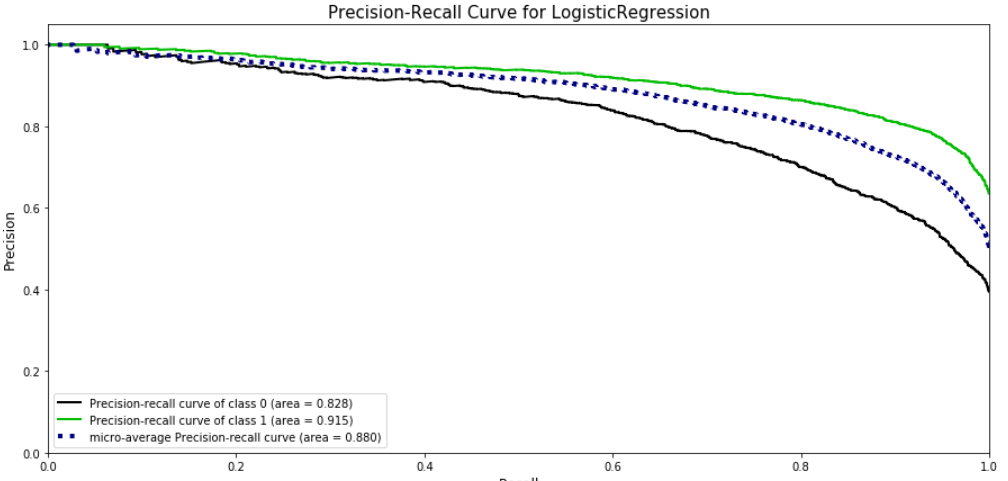 Precision-Recall Curve for LogisticRegression
1.0
0.8
0.6
0.4
0.2
0.0
Precision
Precision-recall curve of class 0 (area = 0.828)
Precision-recall curve of class 1 (area = 0.915)
micro-average Precision-recall curve (area = 0.880)
0.0 0.2 0.4 0.6 0.8 1.0
Recall